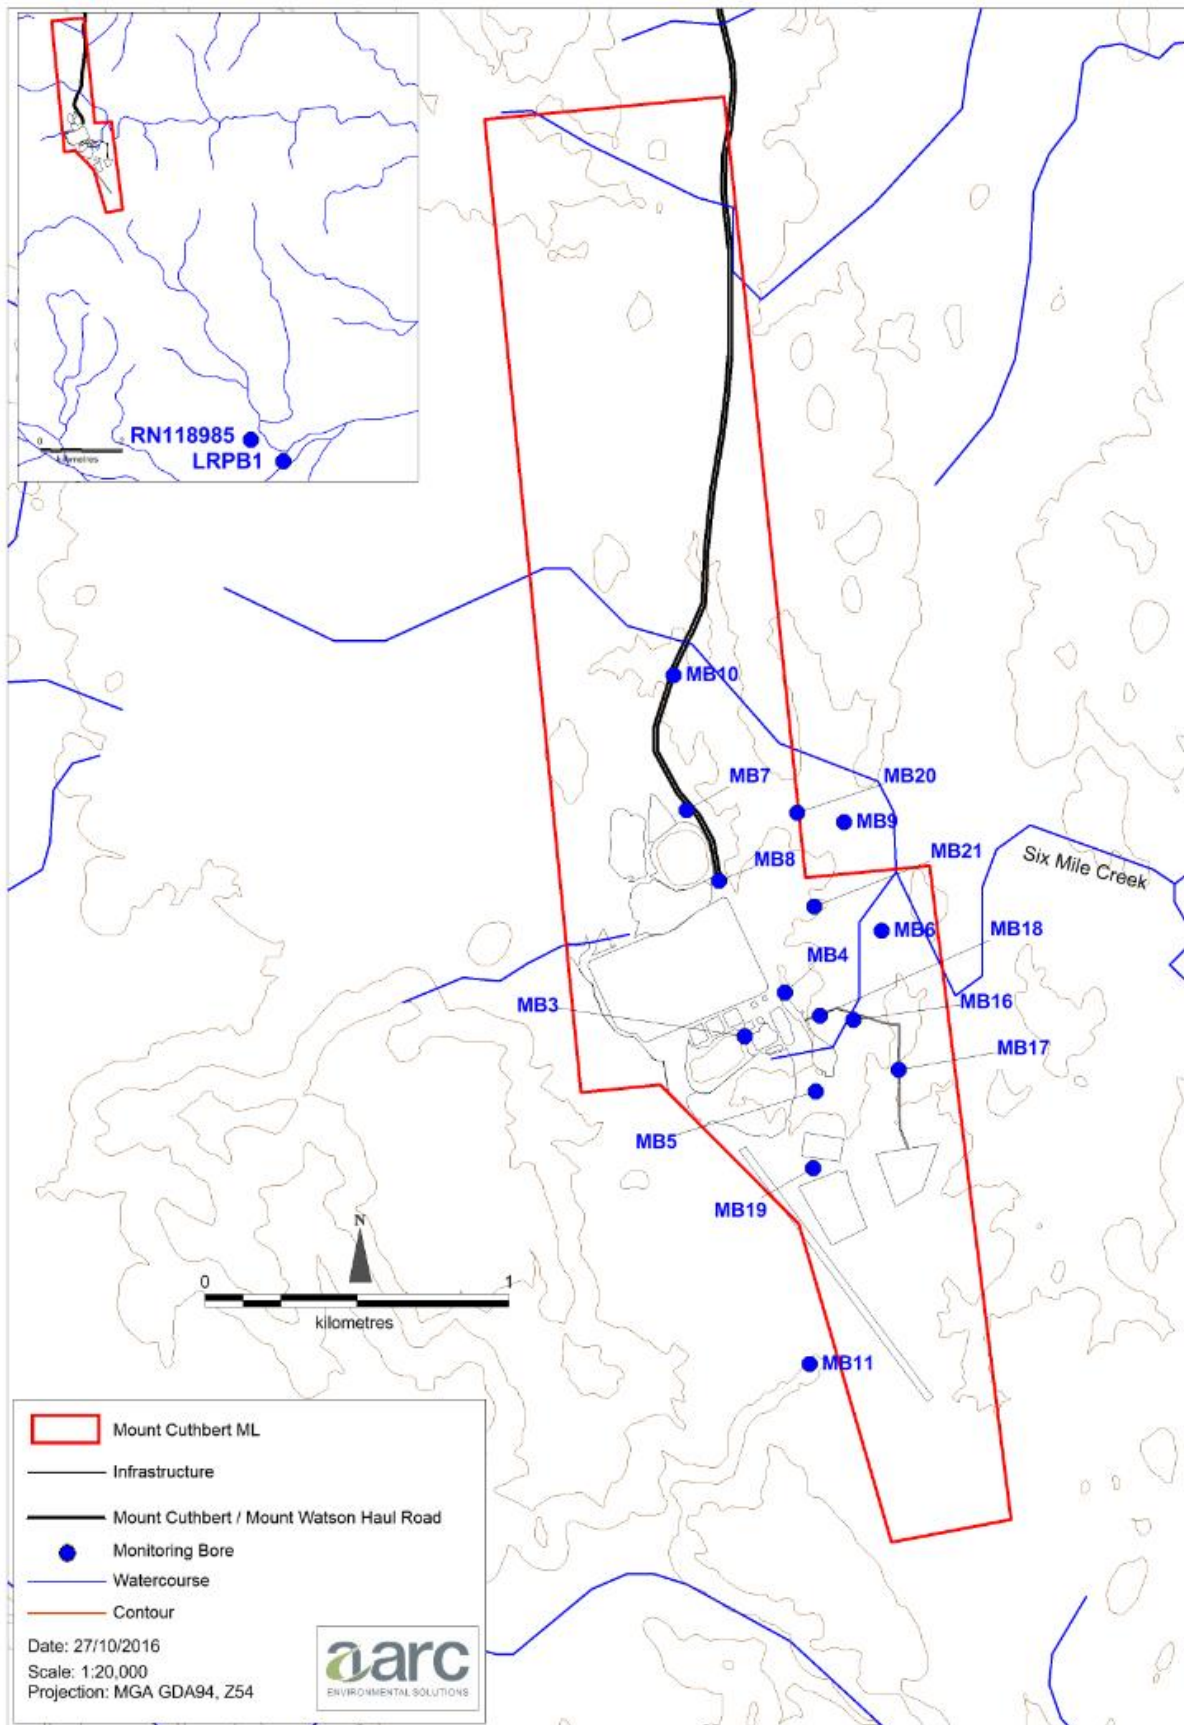 0
kilometres
RN118985
LRPB1
MB10
MB7
MB20
MB9
MB8
MB21
Six Mile Creek
MB6
MB18
MB4
MB3
MB16
MB17
MB5
MB19
N
0 1
kilometres
MB11
Mount Cuthbert ML
Infrastructure
Mount Cuthbert / Mount Watson Haul Road
Monitoring Bore
Watercourse
Contour
Date: 27/10/2016
Scale: 1:20,000
Projection: MGA GDA94, Z54
aarc
ENVIRONMENTAL SOLUTIONS